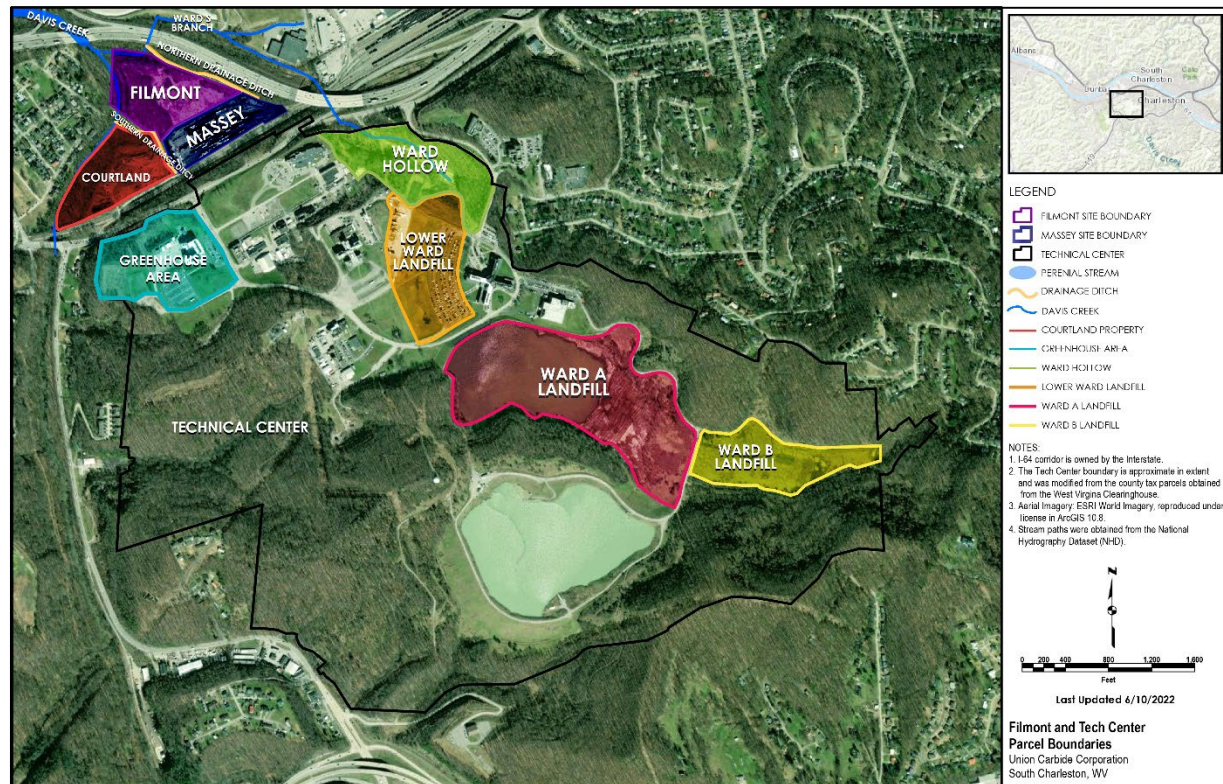 DAVIS CREEK
WARD'S
BRANCH
NORTHERN DRAINAGE DITCH
FILMONT
MASSEY
SOUTHERN DRAINAGE DITCH
COURTLAND
WARD
HOLLOW
GREENHOUSE
AREA
LOWER
WARD
LANDFILL
WARD A
LANDFILL
TECHNICAL CENTER
WARD B
LANDFILL
South
Charleston
Dunbar
Charleston
Davis Creek
LEGEND
FILMONT SITE BOUNDARY
MASSEY SITE BOUNDARY
TECHNICAL CENTER
PERENIAL STREAM
DRAINAGE DITCH
DAVIS CREEK
COURTLAND PROPERTY
GREENHOUSE AREA
WARD HOLLOW
LOWER WARD LANDFILL
WARD A LANDFILL
WARD B LANDFILL
NOTES:
1. I-64 corridor is owned by the Interstate.
2. The Tech Center boundary is approximate in extent
and was modified from the county tax parcels obtained
from the West Virgina Clearinghouse.
3. Aerial Imagery: ESRI World Imagery, reproduced under
license in ArcGIS 10.8.
4. Stream paths were obtained from the National
Hydrography Dataset (NHD).
N
0 200 400 800 1,200 1,600
Feet
Last Updated 6/10/2022
Filmont and Tech Center
Parcel Boundaries
Union Carbide Corporation
South Charleston, WV